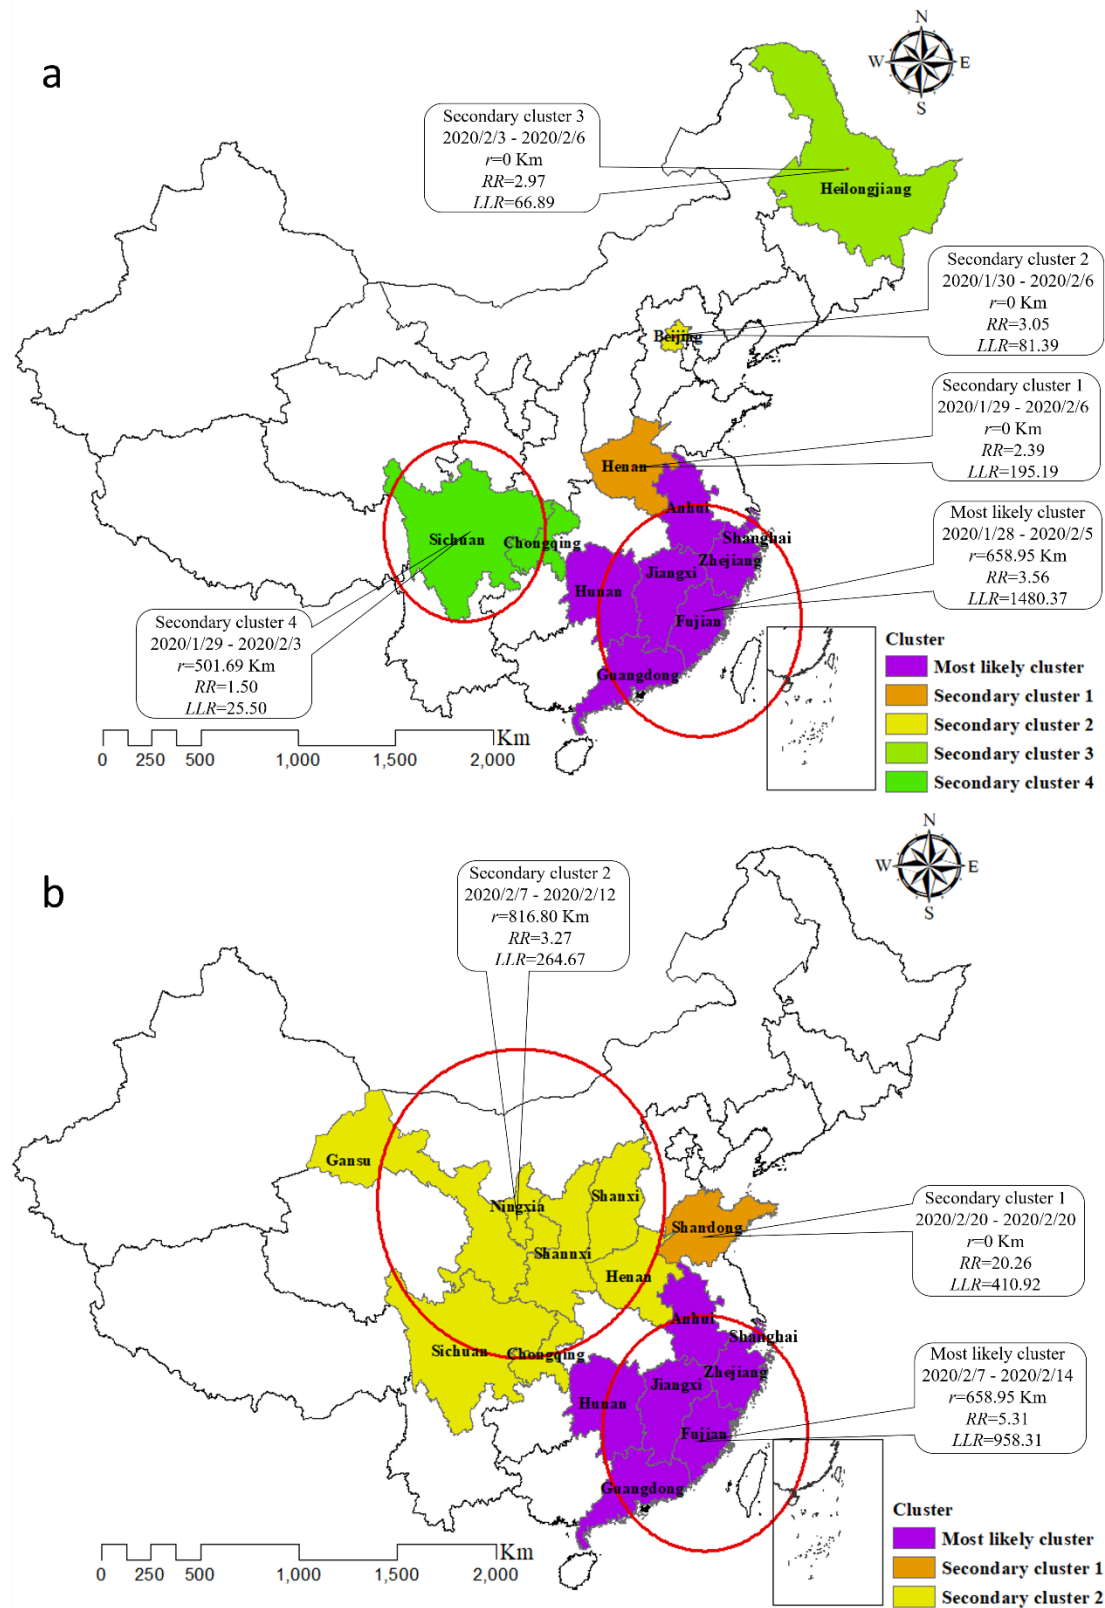 a
N
W
E
S
Secondary cluster 3
2020/2/3 - 2020/2/6
r=0 Km
RR=2.97
LLR=66.89
Heilongjiang
Secondary cluster 2
2020/1/30 - 2020/2/6
r=0 Km
RR=3.05
LLR=81.39
Beijing
Secondary cluster 1
2020/1/29 - 2020/2/6
r=0 Km
RR=2.39
LLR=195.19
Henan
Anhui
Most likely cluster
2020/1/28 - 2020/2/5
r=658.95 Km
RR=3.56
LLR=1480.37
Shanghai
Sichuan
Chongqing
Zhejiang
Jiangxi
Hunan
Fujian
Guangdong
Secondary cluster 4
2020/1/29 - 2020/2/3
r=501.69 Km
RR=1.50
LLR=25.50
Cluster
Most likely cluster
Secondary cluster 1
Secondary cluster 2
Secondary cluster 3
Secondary cluster 4
Km
0 250 500 1,000 1,500 2,000
b
N
W
E
S
Secondary cluster 2
2020/2/7 - 2020/2/12
r=816.80 Km
RR=3.27
LLR=264.67
Gansu
Ningxia
Shanxi
Shandong
Shannxi
Henan
Secondary cluster 1
2020/2/20 - 2020/2/20
r=0 Km
RR=20.26
LLR=410.92
Anhui
Shanghai
Sichuan
Chongqing
Zhejiang
Jiangxi
Hunan
Fujian
Guangdong
Most likely cluster
2020/2/7 - 2020/2/14
r=658.95 Km
RR=5.31
LLR=958.31
Cluster
Most likely cluster
Secondary cluster 1
Secondary cluster 2
Km
0 250 500 1,000 1,500 2,000